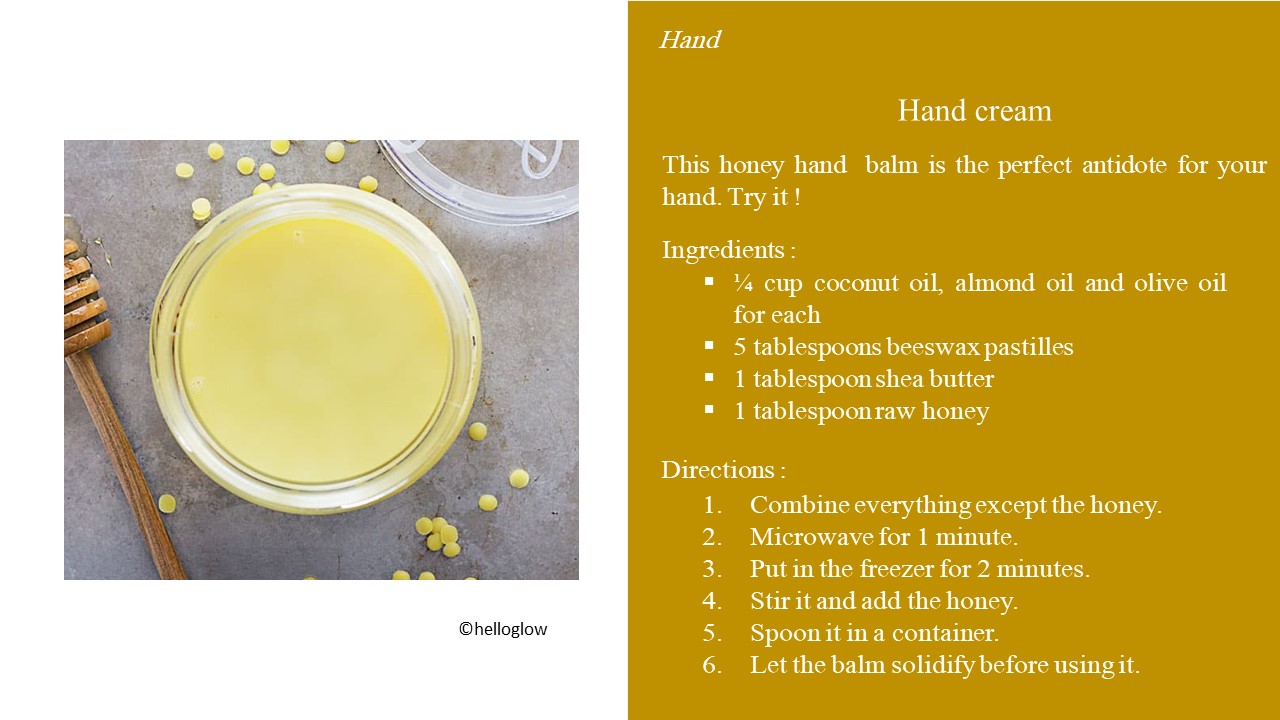 Hand
Hand cream
This honey hand balm is the perfect antidote for your
hand. Try it !
Ingredients :
▪ ¼ cup coconut oil, almond oil and olive oil
for each
▪ 5 tablespoons beeswax pastilles
▪ 1 tablespoon shea butter
▪ 1 tablespoon raw honey
Directions :
1. Combine everything except the honey.
2. Microwave for 1 minute.
3. Put in the freezer for 2 minutes.
4. Stir it and add the honey.
5. Spoon it in a container.
6. Let the balm solidify before using it.
©helloglow